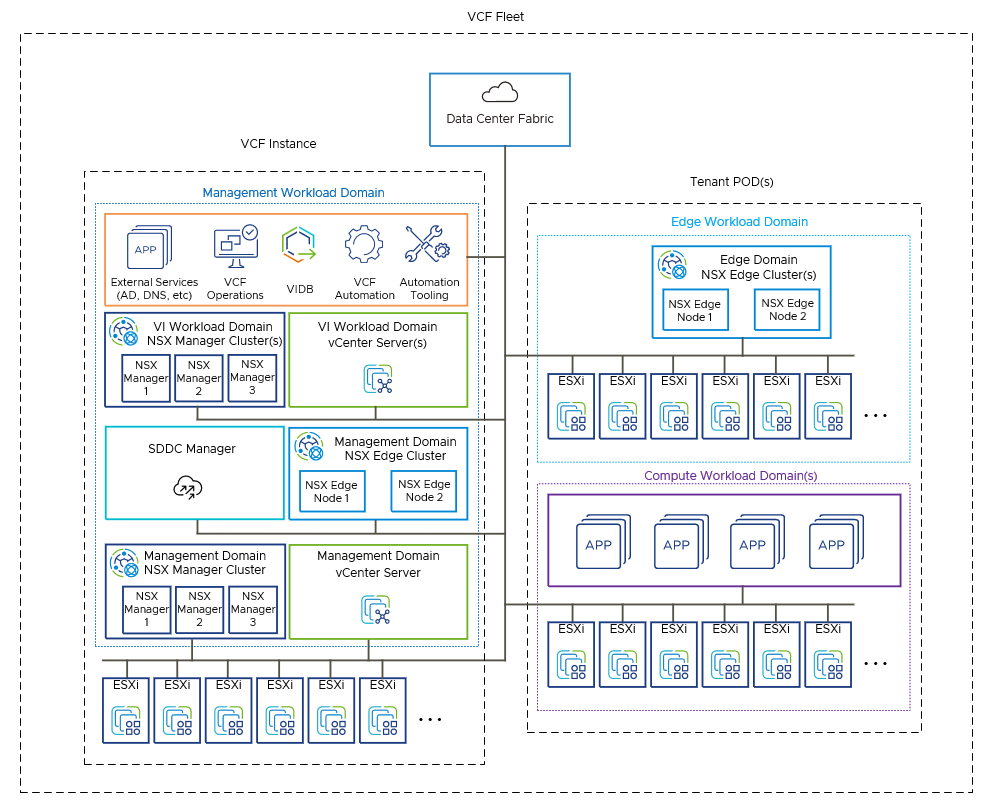 VCF Fleet
Data Center Fabric
VCF Instance
Management Workload Domain
APP
External Services
(AD, DNS, etc)
VCF
Operations
VIDB
VCF
Automation
Automation
Tooling
VI Workload Domain
NSX Manager Cluster(s)
NSX
Manager
1
NSX
Manager
2
NSX
Manager
3
VI Workload Domain
vCenter Server(s)
SDDC Manager
Management Domain
NSX Edge Cluster
NSX Edge
Node 1
NSX Edge
Node 2
Management Domain
NSX Manager Cluster
NSX
Manager
1
NSX
Manager
2
NSX
Manager
3
Management Domain
vCenter Server
ESXi
ESXi
ESXi
ESXi
ESXi
ESXi
...
Tenant POD(s)
Edge Workload Domain
Edge Domain
NSX Edge Cluster(s)
NSX Edge
Node 1
NSX Edge
Node 2
ESXi
ESXi
ESXi
ESXi
ESXi
ESXi
...
Compute Workload Domain(s)
APP
APP
APP
APP
ESXi
ESXi
ESXi
ESXi
ESXi
ESXi
...